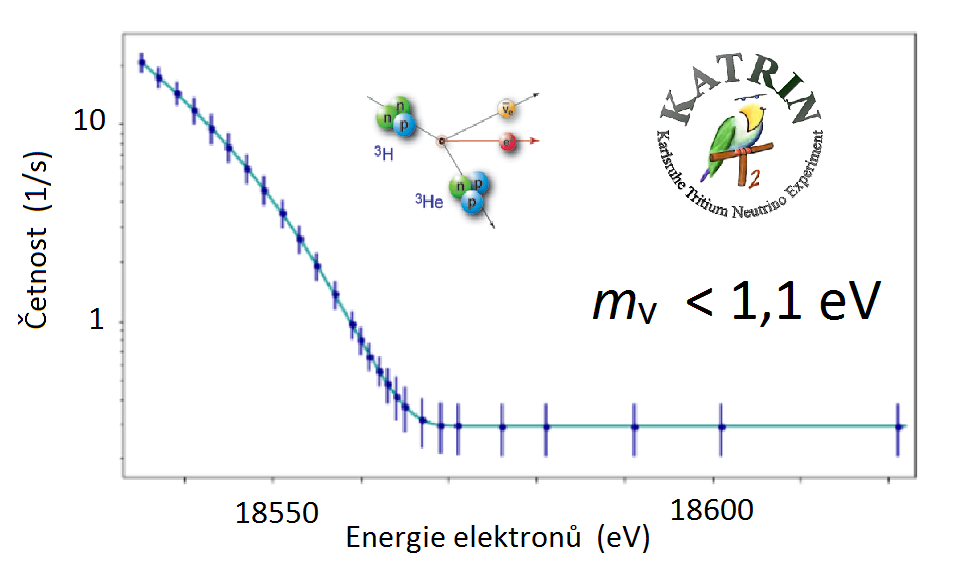 KATRIN
Karlsruhe Tritium Neutrino Experiment
2
10
1
Četnost (1/s)
n
n
p
³H
ν̄e
e
e⁻
n
p
p
³He
mν < 1,1 eV
18550
18600
Energie elektronů (eV)